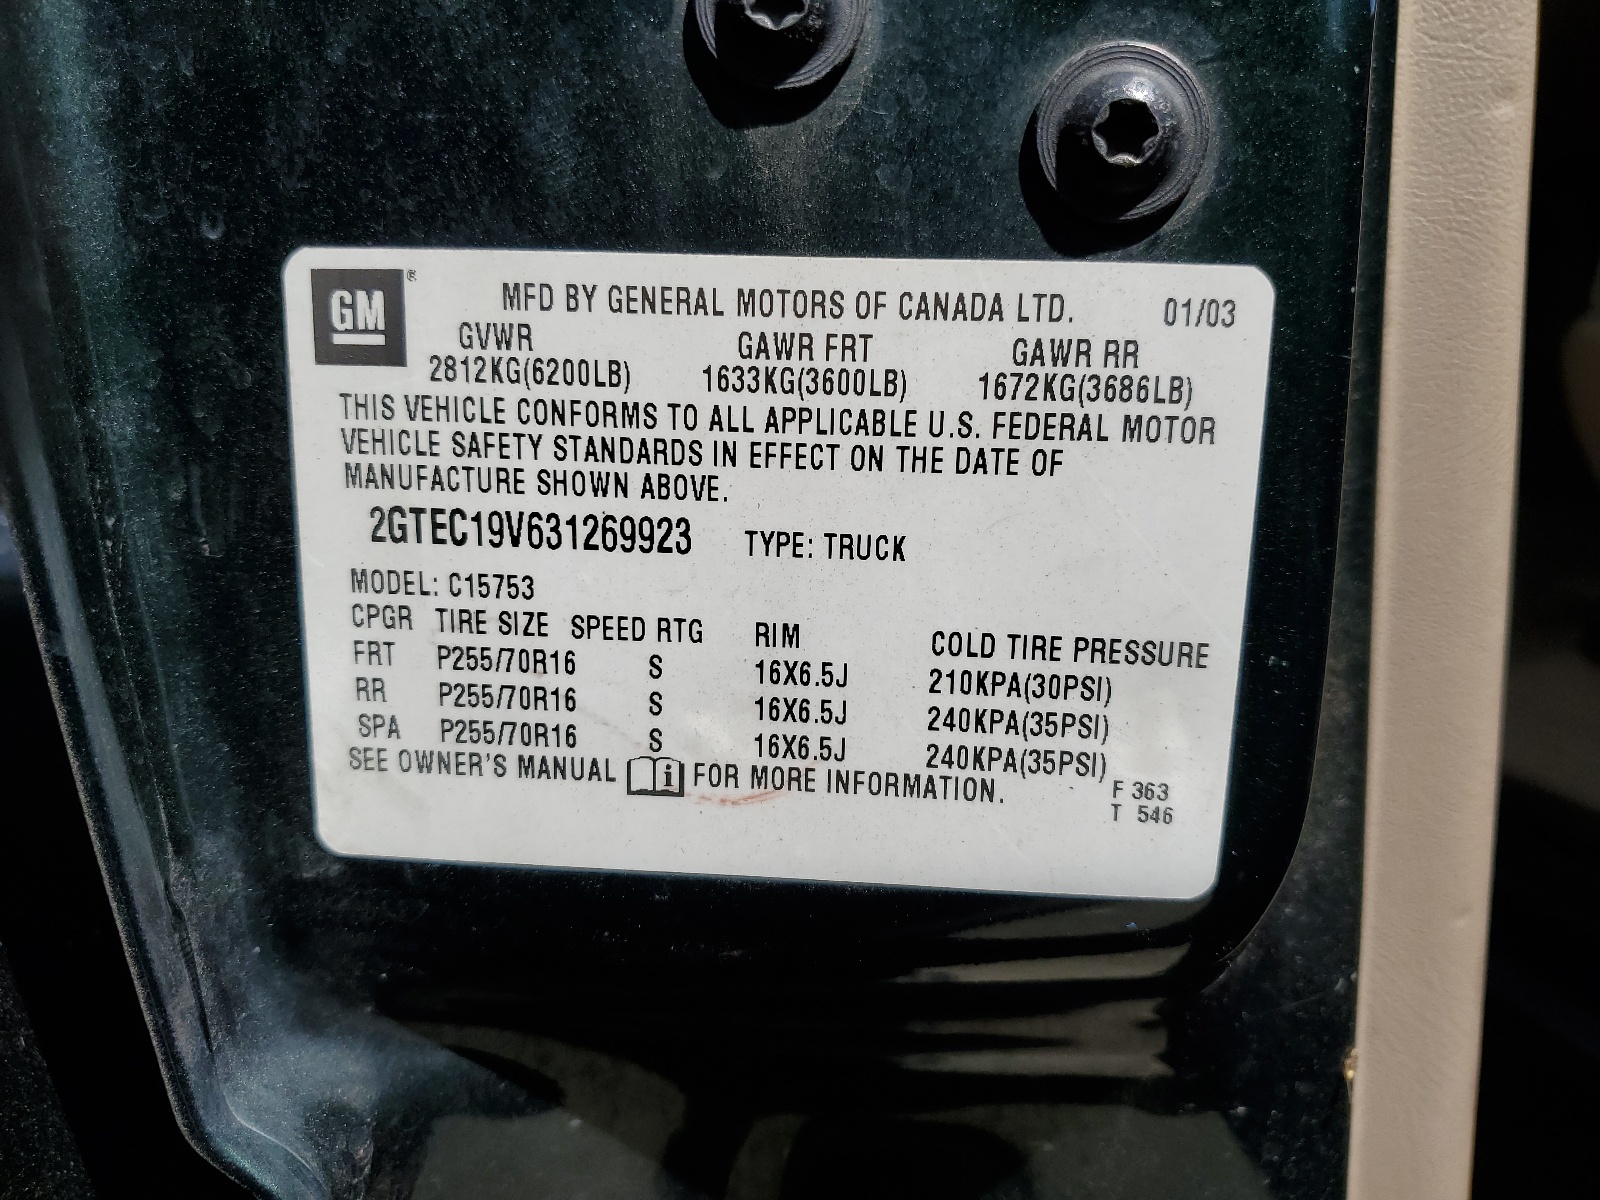 GM ®
MFD BY GENERAL MOTORS OF CANADA LTD. 01/03
GVWR GAWR FRT GAWR RR
2812KG(6200LB) 1633KG(3600LB) 1672KG(3686LB)
THIS VEHICLE CONFORMS TO ALL APPLICABLE U.S. FEDERAL MOTOR
VEHICLE SAFETY STANDARDS IN EFFECT ON THE DATE OF
MANUFACTURE SHOWN ABOVE.
2GTEC19V631269923 TYPE: TRUCK
MODEL: C15753
CPGR TIRE SIZE SPEED RTG RIM COLD TIRE PRESSURE
FRT P255/70R16 S 16X6.5J 210KPA(30PSI)
RR P255/70R16 S 16X6.5J 240KPA(35PSI)
SPA P255/70R16 S 16X6.5J 240KPA(35PSI)
SEE OWNER'S MANUAL i FOR MORE INFORMATION.
F 363
T 546